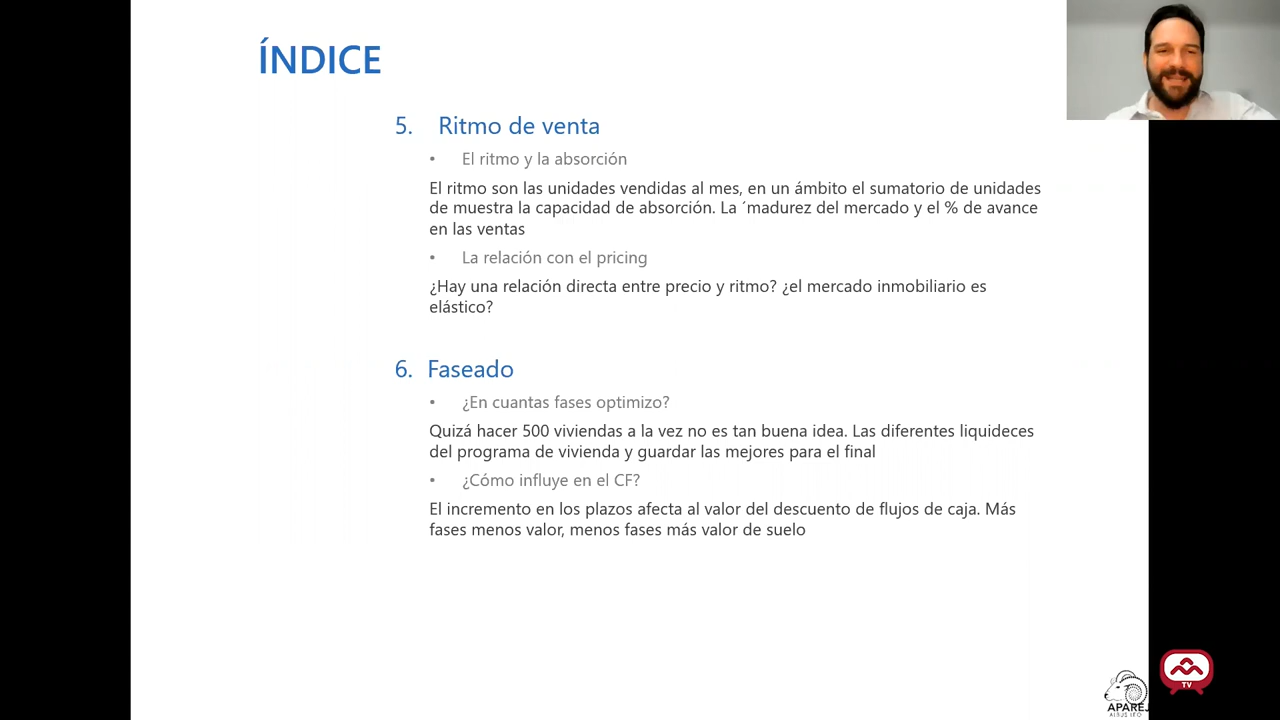 ÍNDICE
5. Ritmo de venta
• El ritmo y la absorción
El ritmo son las unidades vendidas al mes, en un ámbito el sumatorio de unidades
de muestra la capacidad de absorción. La ´madurez del mercado y el % de avance
en las ventas
• La relación con el pricing
¿Hay una relación directa entre precio y ritmo? ¿el mercado inmobiliario es
elástico?
6. Faseado
• ¿En cuantas fases optimizo?
Quizá hacer 500 viviendas a la vez no es tan buena idea. Las diferentes liquideces
del programa de vivienda y guardar las mejores para el final
• ¿Cómo influye en el CF?
El incremento en los plazos afecta al valor del descuento de flujos de caja. Más
fases menos valor, menos fases más valor de suelo
TV
APAREJ